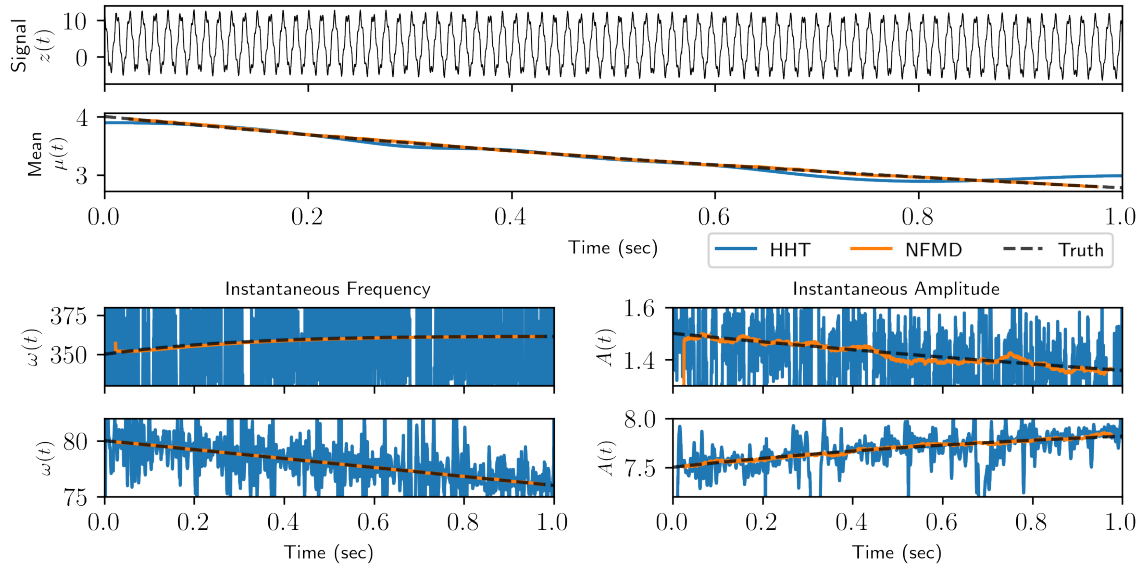 Signal
z(t)
10
0
Mean
μ(t)
4
3
0.0 0.2 0.4 0.6 0.8 1.0
Time (sec)
HHT NFMD Truth
Instantaneous Frequency
ω(t)
375
350
Instantaneous Amplitude
A(t)
1.6
1.4
ω(t)
80
75
0.0 0.2 0.4 0.6 0.8 1.0
Time (sec)
A(t)
8.0
7.5
0.0 0.2 0.4 0.6 0.8 1.0
Time (sec)